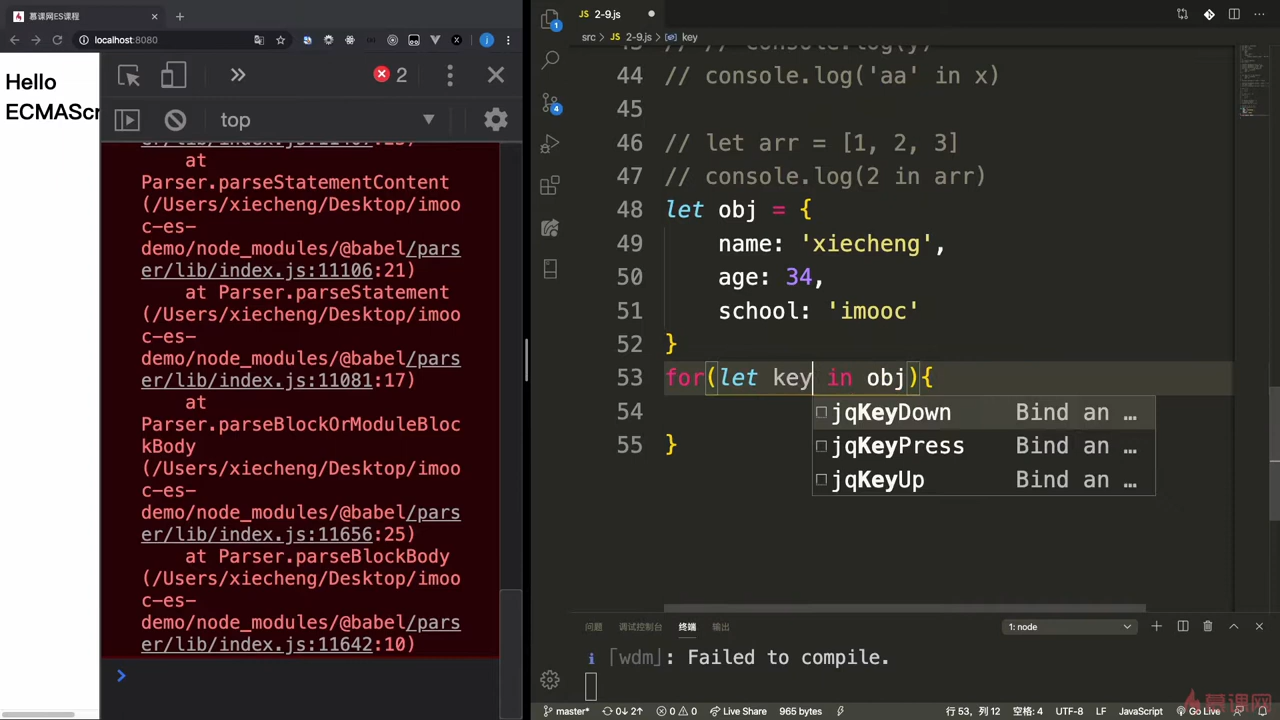 慕课网ES课程
localhost:8080
Hello
ECMAScr
2
top
at
Parser.parseStatementContent
(/Users/xiecheng/Desktop/imoo
c-es-
demo/node_modules/@babel/pars
er/lib/index.js:11106:21)
at Parser.parseStatement
(/Users/xiecheng/Desktop/imoo
c-es-
demo/node_modules/@babel/pars
er/lib/index.js:11081:17)
at
Parser.parseBlockOrModuleBloc
kBody
(/Users/xiecheng/Desktop/imoo
c-es-
demo/node_modules/@babel/pars
er/lib/index.js:11656:25)
at Parser.parseBlockBody
(/Users/xiecheng/Desktop/imoo
c-es-
demo/node_modules/@babel/pars
er/lib/index.js:11642:10)
JS 2-9.js
src > JS 2-9.js > key
44 // console.log('aa' in x)
45
46 // let arr = [1, 2, 3]
47 // console.log(2 in arr)
48 let obj = {
49 name: 'xiecheng',
50 age: 34,
51 school: 'imooc'
52 }
53 for(let key in obj){
54
55 }
jqKeyDown Bind an …
jqKeyPress Bind an …
jqKeyUp Bind an …
问题 调试控制台 终端 输出
1: node
i ｢wdm｣: Failed to compile.
慕课网
master* 0↓ 2↑ 0 0 Live Share 965 bytes 行 53, 列 12 空格: 4 UTF-8 LF JavaScript Go Live